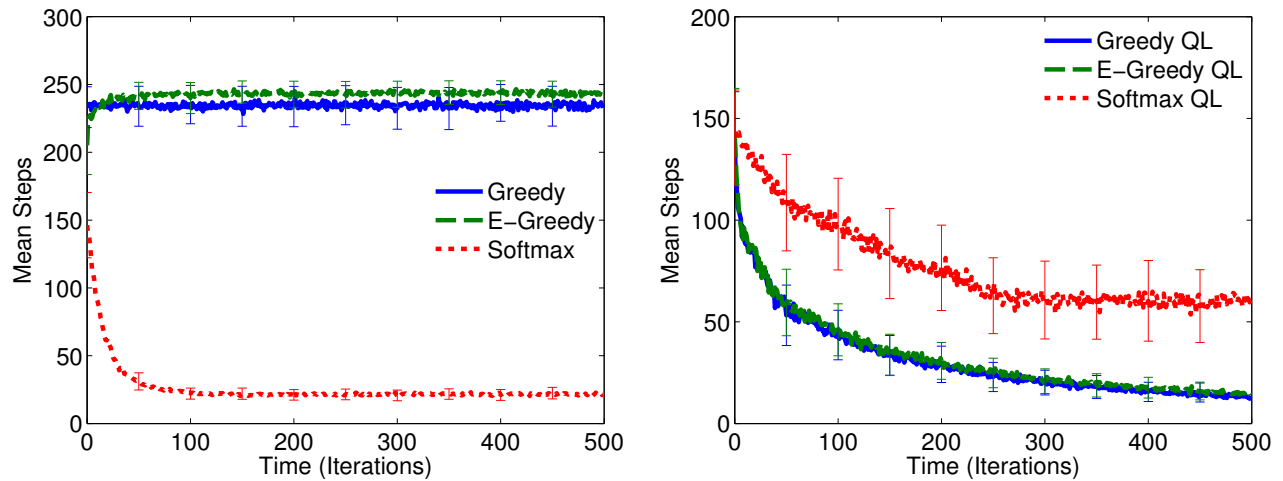 300
250
200
150
100
50
0
Mean Steps
Greedy
E-Greedy
Softmax
0 100 200 300 400 500
Time (Iterations)
200
150
100
50
0
Mean Steps
Greedy QL
E-Greedy QL
Softmax QL
0 100 200 300 400 500
Time (Iterations)